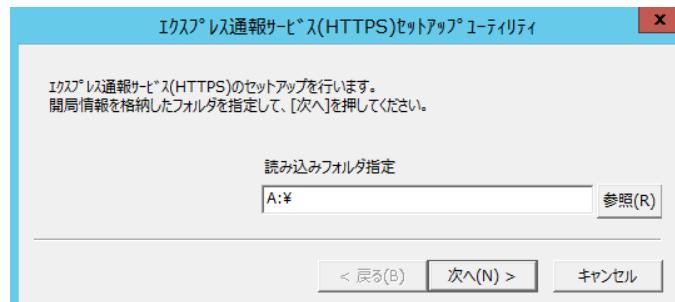 ｴｸｽﾌﾟﾚｽ通報ｻｰﾋﾞｽ(HTTPS)ｾｯﾄｱｯﾌﾟﾕｰﾃｨﾘﾃｨ
x
ｴｸｽﾌﾟﾚｽ通報ｻｰﾋﾞｽ(HTTPS)のセットアップを行います。
開局情報を格納したフォルダを指定して、[次へ]を押してください。
読み込みフォルダ指定
A:¥
参照(R)
< 戻る(B)
次へ(N) >
キャンセル